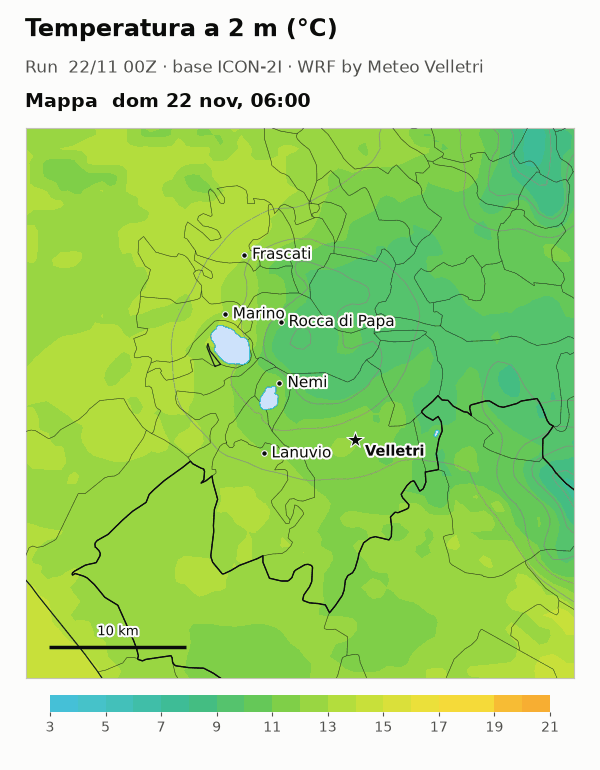 Temperatura a 2 m (°C)
Run  22/11 00Z · base ICON-2I · WRF by Meteo Velletri
Mappa  dom 22 nov, 06:00
Frascati
Marino
Rocca di Papa
Nemi
Velletri
Lanuvio
10 km
3 5 7 9 11 13 15 17 19 21